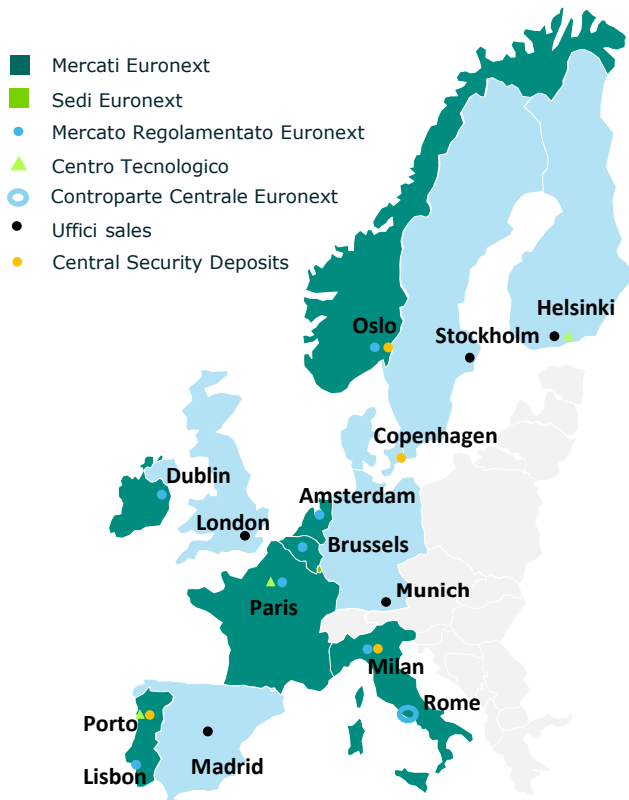 Mercati Euronext
Sedi Euronext
Mercato Regolamentato Euronext
Centro Tecnologico
Controparte Centrale Euronext
Uffici sales
Central Security Deposits
Helsinki
Oslo
Stockholm
Copenhagen
Dublin
Amsterdam
London
Brussels
Munich
Paris
Milan
Rome
Porto
Madrid
Lisbon